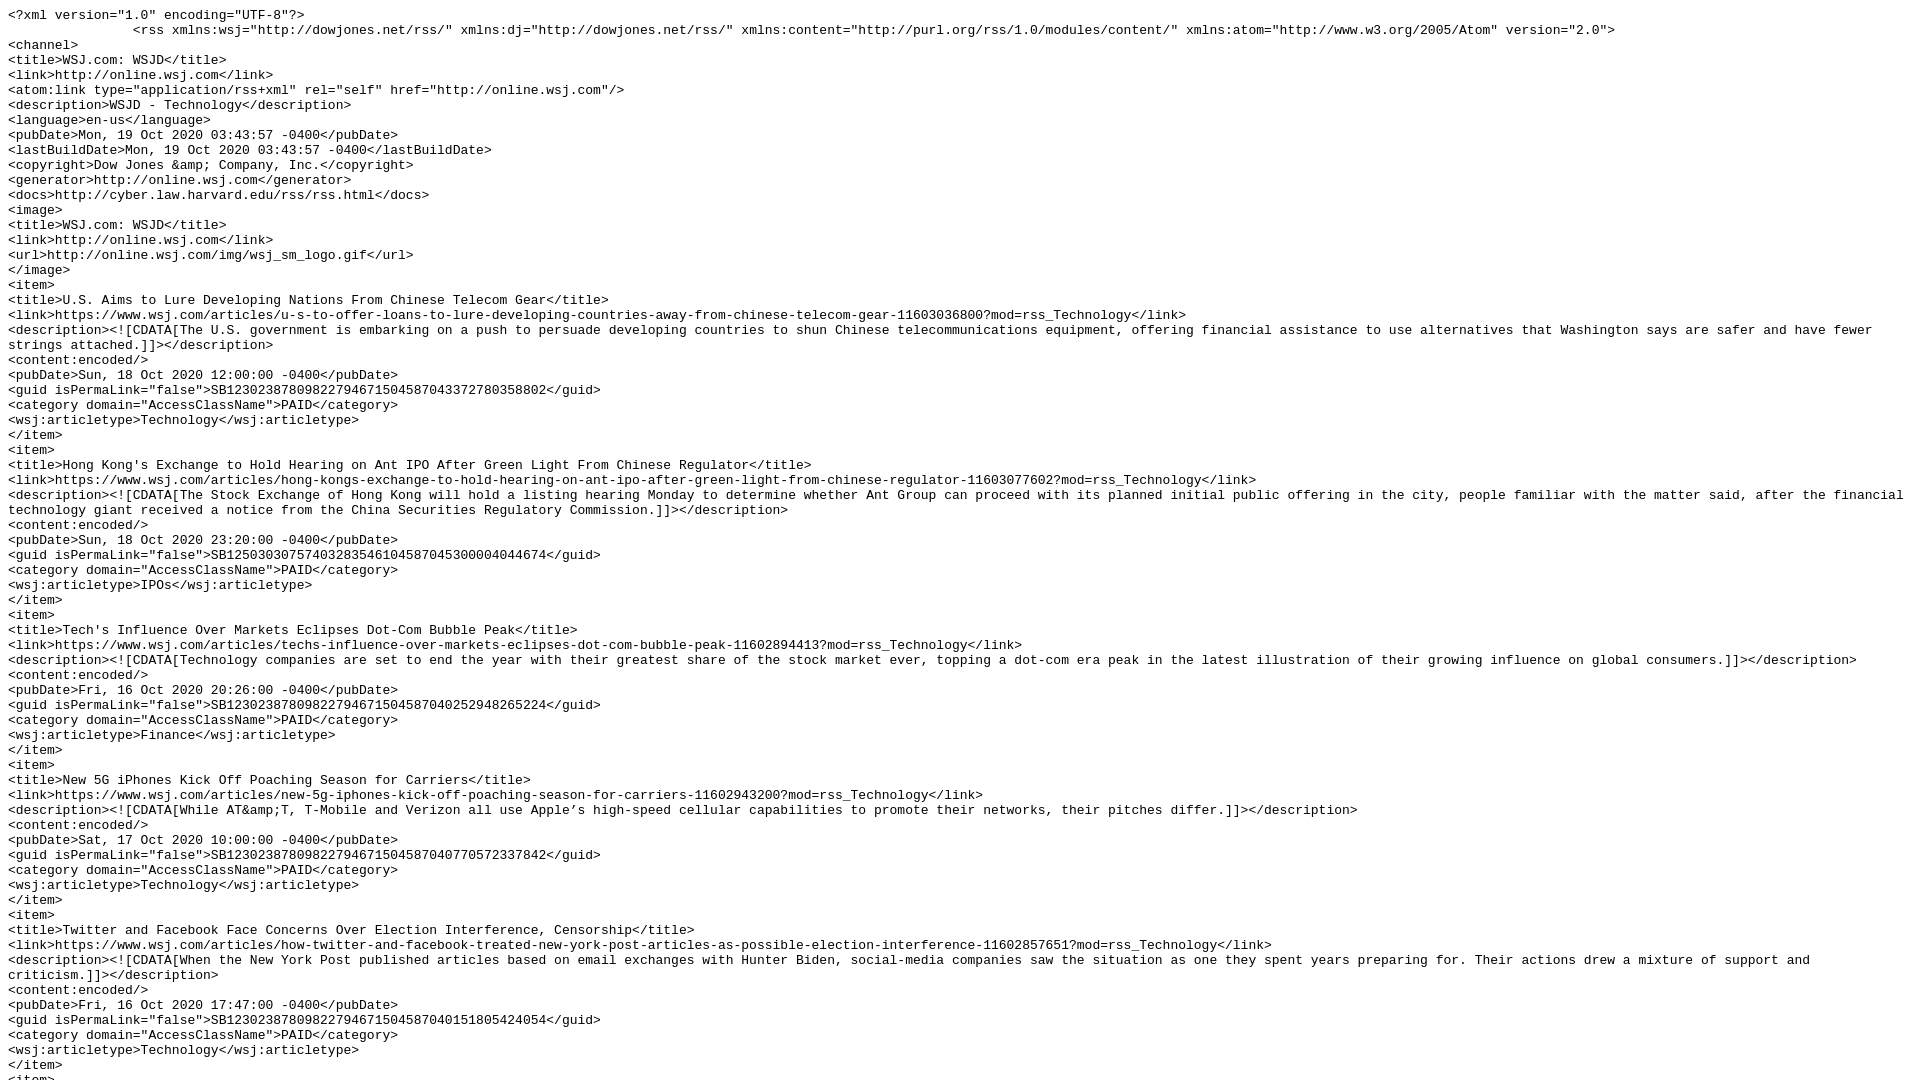 <?xml version="1.0" encoding="UTF-8"?>
<rss xmlns:wsj="http://dowjones.net/rss/" xmlns:dj="http://dowjones.net/rss/" xmlns:content="http://purl.org/rss/1.0/modules/content/" xmlns:atom="http://www.w3.org/2005/Atom" version="2.0">
<channel>
<title>WSJ.com: WSJD</title>
<link>http://online.wsj.com</link>
<atom:link type="application/rss+xml" rel="self" href="http://online.wsj.com"/>
<description>WSJD - Technology</description>
<language>en-us</language>
<pubDate>Mon, 19 Oct 2020 03:43:57 -0400</pubDate>
<lastBuildDate>Mon, 19 Oct 2020 03:43:57 -0400</lastBuildDate>
<copyright>Dow Jones &amp; Company, Inc.</copyright>
<generator>http://online.wsj.com</generator>
<docs>http://cyber.law.harvard.edu/rss/rss.html</docs>
<image>
<title>WSJ.com: WSJD</title>
<link>http://online.wsj.com</link>
<url>http://online.wsj.com/img/wsj_sm_logo.gif</url>
</image>
<item>
<title>U.S. Aims to Lure Developing Nations From Chinese Telecom Gear</title>
<link>https://www.wsj.com/articles/u-s-to-offer-loans-to-lure-developing-countries-away-from-chinese-telecom-gear-11603036800?mod=rss_Technology</link>
<description><![CDATA[The U.S. government is embarking on a push to persuade developing countries to shun Chinese telecommunications equipment, offering financial assistance to use alternatives that Washington says are safer and have fewer
strings attached.]]></description>
<content:encoded/>
<pubDate>Sun, 18 Oct 2020 12:00:00 -0400</pubDate>
<guid isPermaLink="false">SB12302387809822794671504587043372780358802</guid>
<category domain="AccessClassName">PAID</category>
<wsj:articletype>Technology</wsj:articletype>
</item>
<item>
<title>Hong Kong's Exchange to Hold Hearing on Ant IPO After Green Light From Chinese Regulator</title>
<link>https://www.wsj.com/articles/hong-kongs-exchange-to-hold-hearing-on-ant-ipo-after-green-light-from-chinese-regulator-11603077602?mod=rss_Technology</link>
<description><![CDATA[The Stock Exchange of Hong Kong will hold a listing hearing Monday to determine whether Ant Group can proceed with its planned initial public offering in the city, people familiar with the matter said, after the financial
technology giant received a notice from the China Securities Regulatory Commission.]]></description>
<content:encoded/>
<pubDate>Sun, 18 Oct 2020 23:20:00 -0400</pubDate>
<guid isPermaLink="false">SB12503030757403283546104587045300004044674</guid>
<category domain="AccessClassName">PAID</category>
<wsj:articletype>IPOs</wsj:articletype>
</item>
<item>
<title>Tech's Influence Over Markets Eclipses Dot-Com Bubble Peak</title>
<link>https://www.wsj.com/articles/techs-influence-over-markets-eclipses-dot-com-bubble-peak-11602894413?mod=rss_Technology</link>
<description><![CDATA[Technology companies are set to end the year with their greatest share of the stock market ever, topping a dot-com era peak in the latest illustration of their growing influence on global consumers.]]></description>
<content:encoded/>
<pubDate>Fri, 16 Oct 2020 20:26:00 -0400</pubDate>
<guid isPermaLink="false">SB12302387809822794671504587040252948265224</guid>
<category domain="AccessClassName">PAID</category>
<wsj:articletype>Finance</wsj:articletype>
</item>
<item>
<title>New 5G iPhones Kick Off Poaching Season for Carriers</title>
<link>https://www.wsj.com/articles/new-5g-iphones-kick-off-poaching-season-for-carriers-11602943200?mod=rss_Technology</link>
<description><![CDATA[While AT&amp;T, T-Mobile and Verizon all use Apple’s high-speed cellular capabilities to promote their networks, their pitches differ.]]></description>
<content:encoded/>
<pubDate>Sat, 17 Oct 2020 10:00:00 -0400</pubDate>
<guid isPermaLink="false">SB12302387809822794671504587040770572337842</guid>
<category domain="AccessClassName">PAID</category>
<wsj:articletype>Technology</wsj:articletype>
</item>
<item>
<title>Twitter and Facebook Face Concerns Over Election Interference, Censorship</title>
<link>https://www.wsj.com/articles/how-twitter-and-facebook-treated-new-york-post-articles-as-possible-election-interference-11602857651?mod=rss_Technology</link>
<description><![CDATA[When the New York Post published articles based on email exchanges with Hunter Biden, social-media companies saw the situation as one they spent years preparing for. Their actions drew a mixture of support and
criticism.]]></description>
<content:encoded/>
<pubDate>Fri, 16 Oct 2020 17:47:00 -0400</pubDate>
<guid isPermaLink="false">SB12302387809822794671504587040151805424054</guid>
<category domain="AccessClassName">PAID</category>
<wsj:articletype>Technology</wsj:articletype>
</item>
<item>